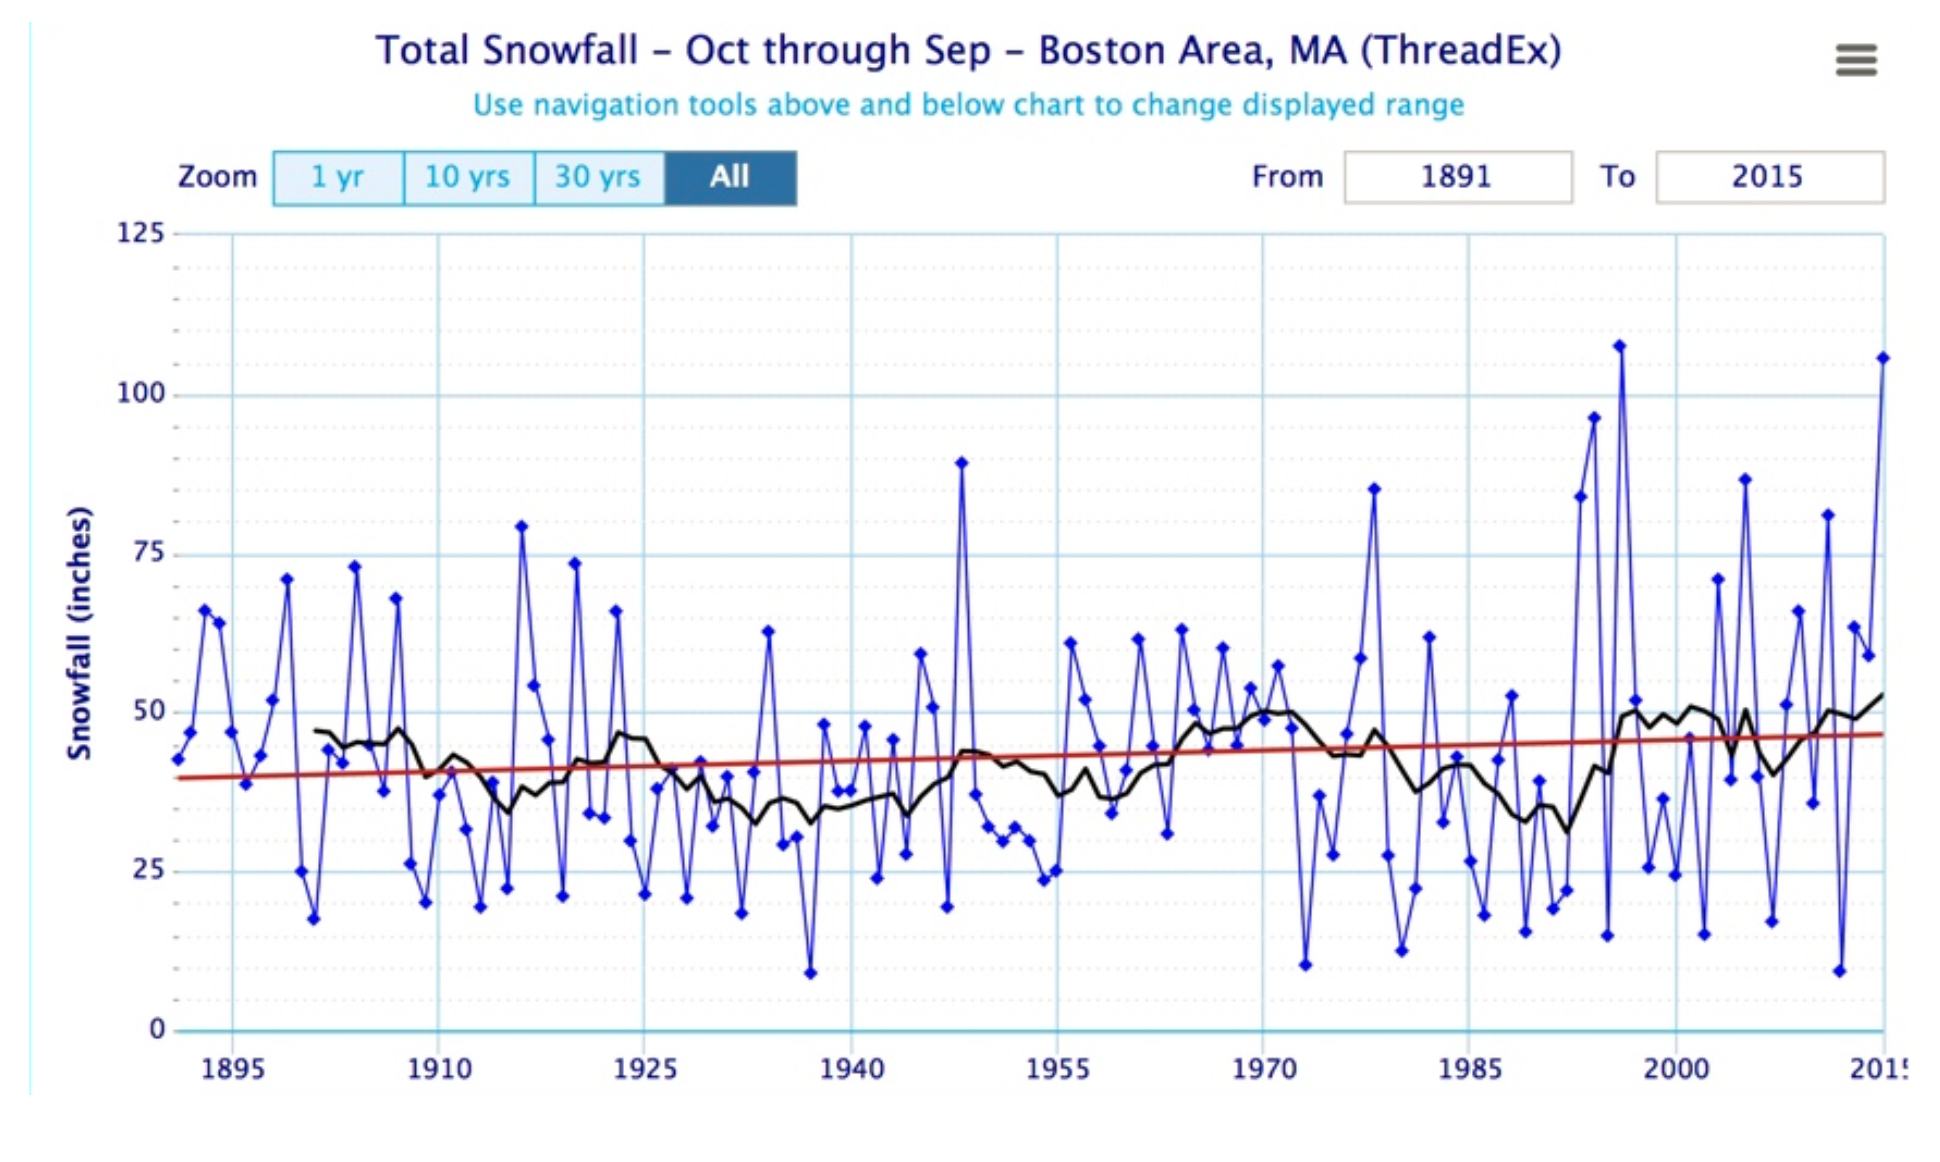 Total Snowfall – Oct through Sep – Boston Area, MA (ThreadEx)
Use navigation tools above and below chart to change displayed range
Zoom 1 yr 10 yrs 30 yrs All From 1891 To 2015
125
100
75
50
25
0
Snowfall (inches)
1895 1910 1925 1940 1955 1970 1985 2000